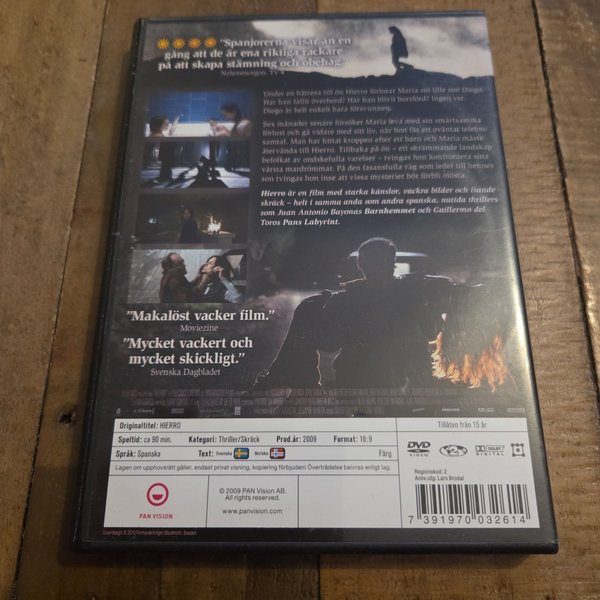 "Spanjorerna visar än en
gång att de är ena riktiga rackare
på att skapa stämning och obehag."
Nyhetsmorgon, TV 4
Under en båtresa till ön Hierro förlorar Maria sin lille son Diego.
Har han fallit överbord? Har han blivit bortförd? Ingen vet.
Diego är helt enkelt bara försvunnen.
Sex månader senare försöker Maria leva med sin smärtsamma
förlust och gå vidare med sitt liv, när hon får ett oväntat telefon-
samtal. Man har hittat kroppen efter ett barn och Maria måste
återvända till Hierro. Tillbaka på ön – ett skrämmande landskap
befolkat av ondskefulla varelser – tvingas hon konfrontera sina
värsta mardrömmar. På den fasansfulla väg som leder till hennes
son tvingas hon inse att vissa mysterier bör förbli olösta.
Hierro är en film med starka känslor, vackra bilder och isande
skräck – helt i samma anda som andra spanska, nutida thrillers
som Juan Antonio Bayonas Barnhemmet och Guillermo del
Toros Pans Labyrint.
"Makalöst vacker film."
Moviezine
"Mycket vackert och
mycket skickligt."
Svenska Dagbladet
Originaltitel: HIERRO
Tillåten från 15 år
Speltid: ca 90 min. Kategori: Thriller/Skräck Prod.år: 2009 Format: 16:9
Språk: Spanska Text: Svenska Norska Färg
Lagen om upphovsrätt gäller, endast privat visning, kopiering förbjuden! Överträdelse beivras enligt lag.
DVD
VIDEO
DOLBY
DIGITAL
Regionskod: 2
Ansv.utg: Lars Brodal
PAN VISION
© 2009 PAN Vision AB,
All rights reserved.
www.panvision.com
7 391970 032614